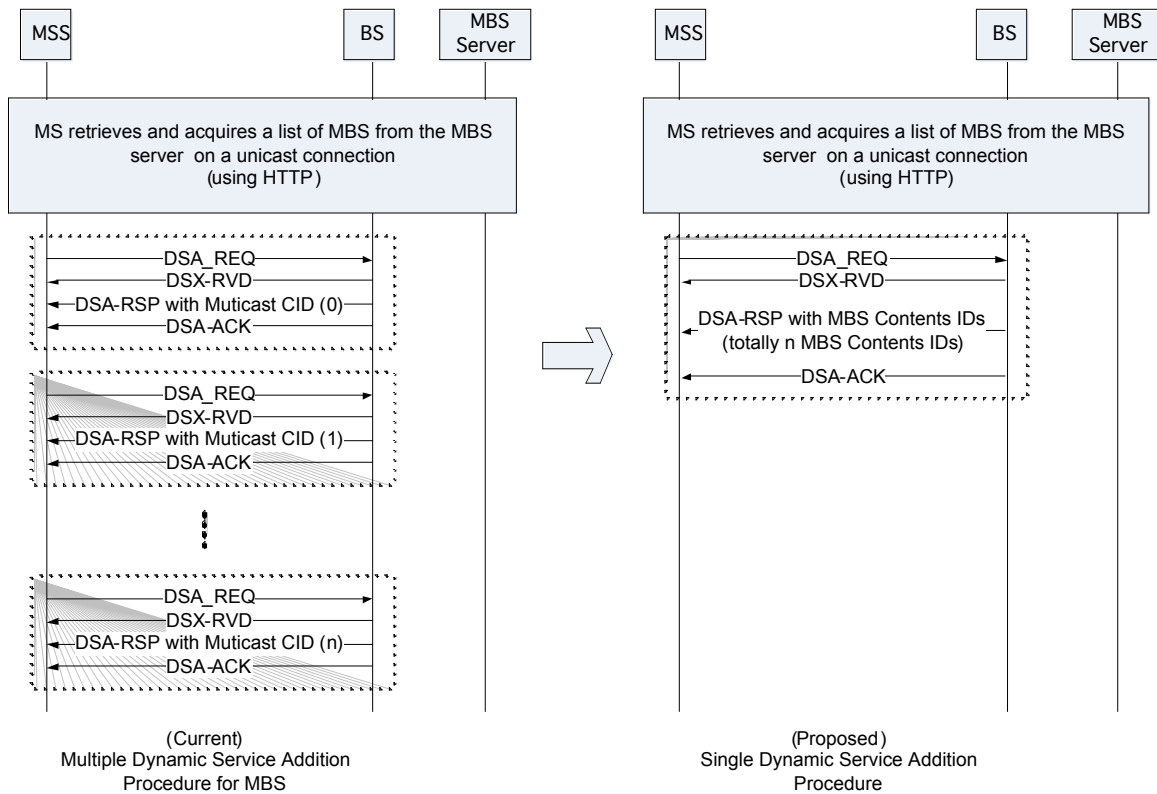 MSS
BS
MBS
Server
MS retrieves and acquires a list of MBS from the MBS
server on a unicast connection
(using HTTP)
DSA_REQ
DSX-RVD
DSA-RSP with Muticast CID (0)
DSA-ACK
DSA_REQ
DSX-RVD
DSA-RSP with Muticast CID (1)
DSA-ACK
DSA_REQ
DSX-RVD
DSA-RSP with Muticast CID (n)
DSA-ACK
(Current)
Multiple Dynamic Service Addition
Procedure for MBS
MSS
BS
MBS
Server
MS retrieves and acquires a list of MBS from the MBS
server on a unicast connection
(using HTTP)
DSA_REQ
DSX-RVD
DSA-RSP with MBS Contents IDs
(totally n MBS Contents IDs)
DSA-ACK
(Proposed)
Single Dynamic Service Addition
Procedure